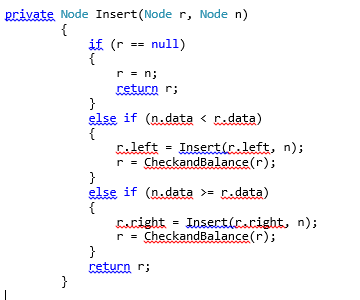 private Node Insert(Node r, Node n)
{
if (r == null)
{
r = n;
return r;
}
else if (n.data < r.data)
{
r.left = Insert(r.left, n);
r = CheckandBalance(r);
}
else if (n.data >= r.data)
{
r.right = Insert(r.right, n);
r = CheckandBalance(r);
}
return r;
}